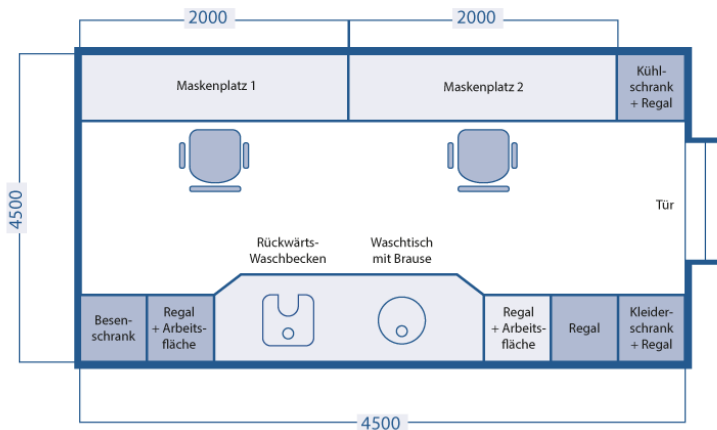 2000
2000
Maskenplatz 1
Maskenplatz 2
Kühl-
schrank
+ Regal
4500
Tür
Rückwärts-
Waschbecken
Waschtisch
mit Brause
Besen-
schrank
Regal
+ Arbeits-
fläche
Regal
+ Arbeits-
fläche
Regal
Kleider-
schrank
+ Regal
4500